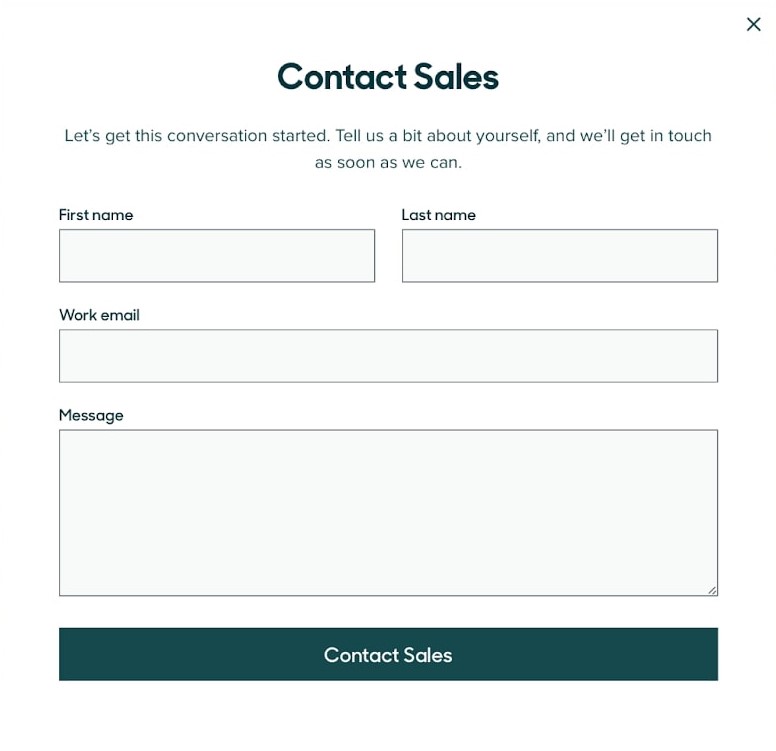 Contact Sales
Let’s get this conversation started. Tell us a bit about yourself, and we’ll get in touch
as soon as we can.
First name
Last name
Work email
Message
Contact Sales